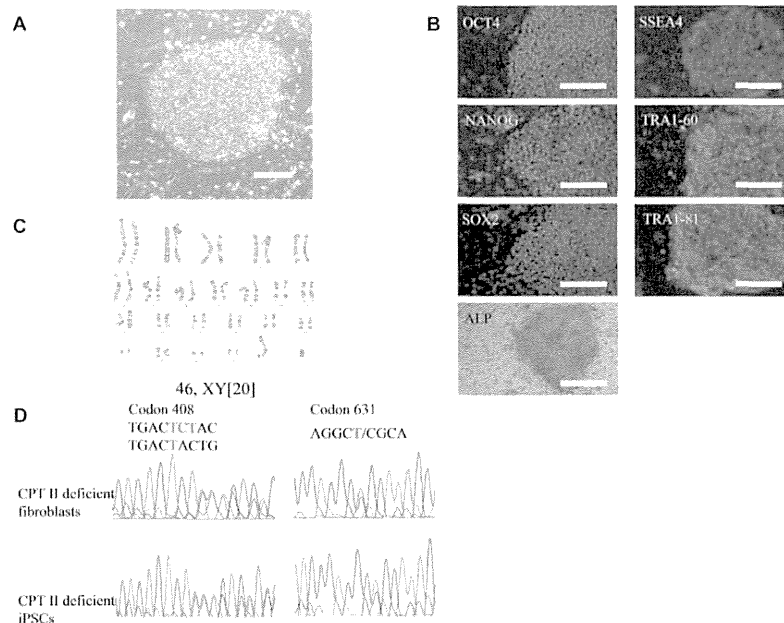 A
B
OCT4
SSEA4
NANOG
TRA1-60
SOX2
TRA1-81
ALP
C
46, XY[20]
D
Codon 408
TGACTCTAC
TGACTACTG
Codon 631
AGGCT/CGCA
CPT II deficient
fibroblasts
CPT II deficient
iPSCs